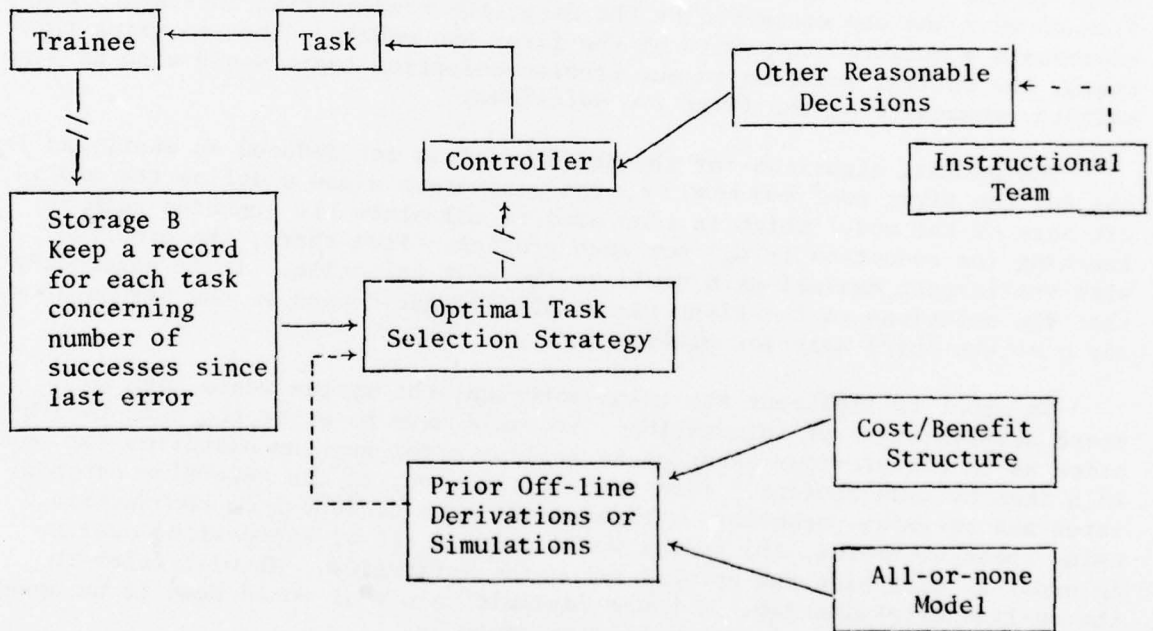 Trainee
Task
Other Reasonable
Decisions
Controller
Instructional
Team
Storage B
Keep a record
for each task
concerning
number of
successes since
last error
Optimal Task
Selection Strategy
Cost/Benefit
Structure
Prior Off-line
Derivations or
Simulations
All-or-none
Model